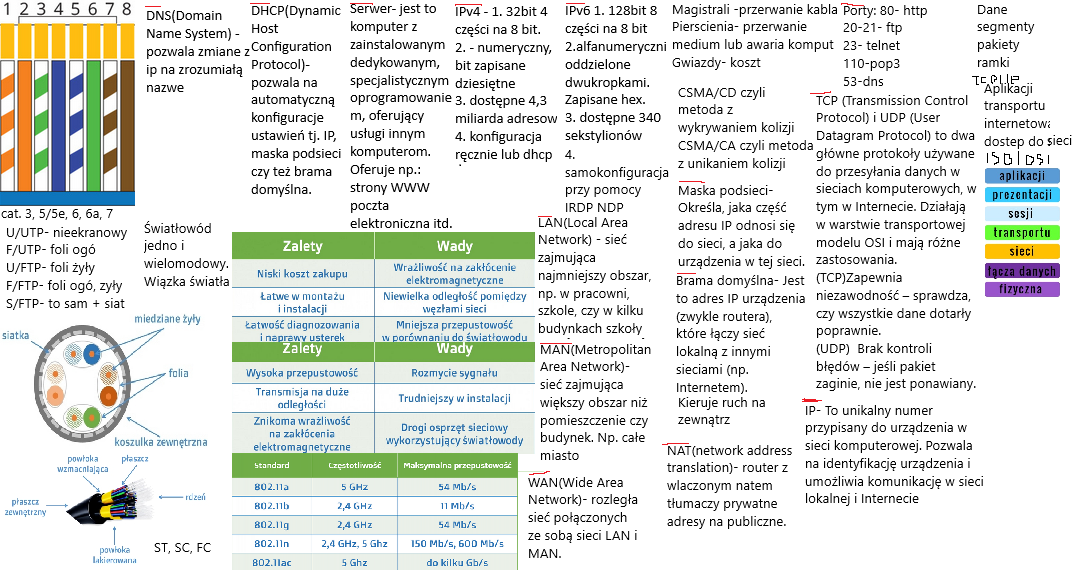 1 2 3 4 5 6 7 8
cat. 3, 5/5e, 6, 6a, 7
U/UTP- nieekranowy
F/UTP- foli ogó
U/FTP- foli żyły
F/FTP- foli ogó, zyły
S/FTP- to sam + siat
siatka
miedziane żyły
folia
koszulka zewnętrzna
powłoka
wzmacniająca
płaszcz
płaszcz
zewnętrzny
rdzeń
powłoka
lakierowana
ST, SC, FC
DNS(Domain
Name System) -
pozwala zmiane z
ip na zrozumiałą
nazwe
Światłowód
jedno i
wielomodowy.
Wiązka światła
DHCP(Dynamic
Host
Configuration
Protocol)-
pozwala na
automatyczną
konfiguracje
ustawień tj. IP,
maska podsieci
czy też brama
domyślna.
Serwer- jest to
komputer z
zainstalowanym
dedykowanym,
specjalistycznym
oprogramowanie
m, oferujący
usługi innym
komputerom.
Oferuje np.:
strony WWW
poczta
elektroniczna itd.
IPv4 - 1. 32bit 4
części na 8 bit.
2. - numeryczny,
bit zapisane
dziesiętne
3. dostępne 4,3
miliarda adresow
4. konfiguracja
ręcznie lub dhcp
IPv6 1. 128bit 8
części na 8 bit
2.alfanumeryczni
oddzielone
dwukropkami.
Zapisane hex.
3. dostępne 340
sekstylionów
4.
samokonfiguracja
przy pomocy
IRDP NDP
Zalety Wady
Niski koszt zakupu Wrażliwość na zakłócenie
elektromagnetyczne
Łatwe w montażu
i instalacji Niewielka odległość pomiędzy
węzłami sieci
Łatwość diagnozowania
i naprawy usterek Mniejsza przepustowość
w porównaniu do światłowodu
Zalety Wady
Wysoka przepustowość Rozmycie sygnału
Transmisja na duże
odległości Trudniejszy w instalacji
Znikoma wrażliwość
na zakłócenia
elektromagnetyczne Drogi osprzęt sieciowy
wykorzystujący światłowody
Standard Częstotliwość Maksymalna przepustowość
802.11a 5 GHz 54 Mb/s
802.11b 2,4 GHz 11 Mb/s
802.11g 2,4 GHz 54 Mb/s
802.11n 2,4 GHz, 5 Ghz 150 Mb/s, 600 Mb/s
802.11ac 5 Ghz do kilku Gb/s
LAN(Local Area
Network) - sieć
zajmująca
najmniejszy obszar,
np. w pracowni,
szkole, czy w kilku
budynkach szkoły
MAN(Metropolitan
Area Network)-
sieć zajmująca
większy obszar niż
pomieszczenie czy
budynek. Np. całe
miasto
WAN(Wide Area
Network)- rozległa
sieć połączonych
ze sobą sieci LAN i
MAN.
Magistrali -przerwanie kabla
Pierscienia- przerwanie
medium lub awaria komput
Gwiazdy- koszt
CSMA/CD czyli
metoda z
wykrywaniem kolizji
CSMA/CA czyli metoda
z unikaniem kolizji
Maska podsieci-
Określa, jaka część
adresu IP odnosi się
do sieci, a jaka do
urządzenia w tej sieci.
Brama domyślna- Jest
to adres IP urządzenia
(zwykle routera),
które łączy sieć
lokalną z innymi
sieciami (np.
Internetem).
Kieruje ruch na
zewnątrz
NAT(network address
translation)- router z
wlaczonym natem
tłumaczy prywatne
adresy na publiczne.
Porty: 80- http
20-21- ftp
23- telnet
110-pop3
53-dns
TCP (Transmission Control
Protocol) i UDP (User
Datagram Protocol) to dwa
główne protokoły używane
do przesyłania danych w
sieciach komputerowych, w
tym w Internecie. Działają
w warstwie transportowej
modelu OSI i mają różne
zastosowania.
(TCP)Zapewnia
niezawodność – sprawdza,
czy wszystkie dane dotarły
poprawnie.
(UDP) Brak kontroli
błędów – jeśli pakiet
zaginie, nie jest ponawiany.
IP- To unikalny numer
przypisany do urządzenia w
sieci komputerowej. Pozwala
na identyfikację urządzenia i
umożliwia komunikację w sieci
lokalnej i Internecie
Dane
segmenty
pakiety
ramki
Aplikacji
transportu
internetowa
dostep do sieci
ISO/OSI
aplikacji
prezentacji
sesji
transportu
sieci
łącza danych
fizyczna